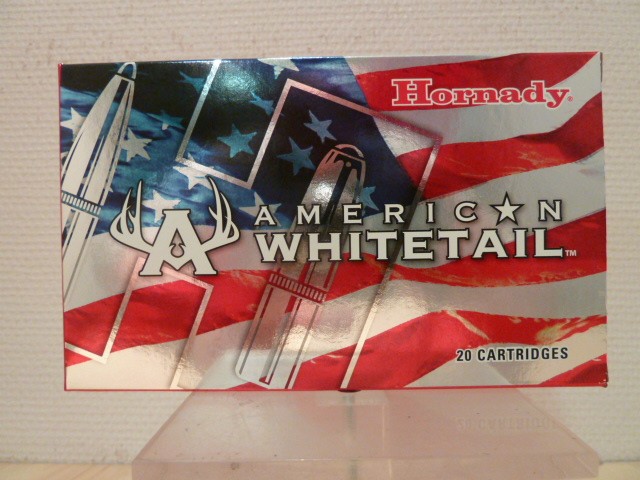 Hornady®
A
AMERIC★N
WHITETAIL™
20 CARTRIDGES